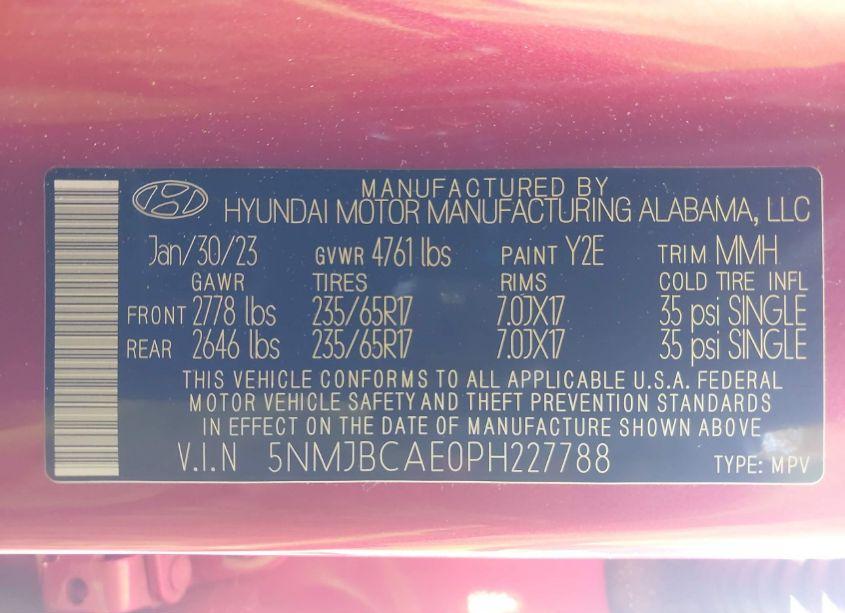 MANUFACTURED BY
HYUNDAI MOTOR MANUFACTURING ALABAMA, LLC
Jan/30/23 GVWR 4761 lbs PAINT Y2E TRIM MMH
GAWR TIRES RIMS COLD TIRE INFL
FRONT 2778 lbs 235/65R17 7.0JX17 35 psi SINGLE
REAR 2646 lbs 235/65R17 7.0JX17 35 psi SINGLE
THIS VEHICLE CONFORMS TO ALL APPLICABLE U.S.A. FEDERAL
MOTOR VEHICLE SAFETY AND THEFT PREVENTION STANDARDS
IN EFFECT ON THE DATE OF MANUFACTURE SHOWN ABOVE
V.I.N 5NMJBCAE0PH227788 TYPE: MPV